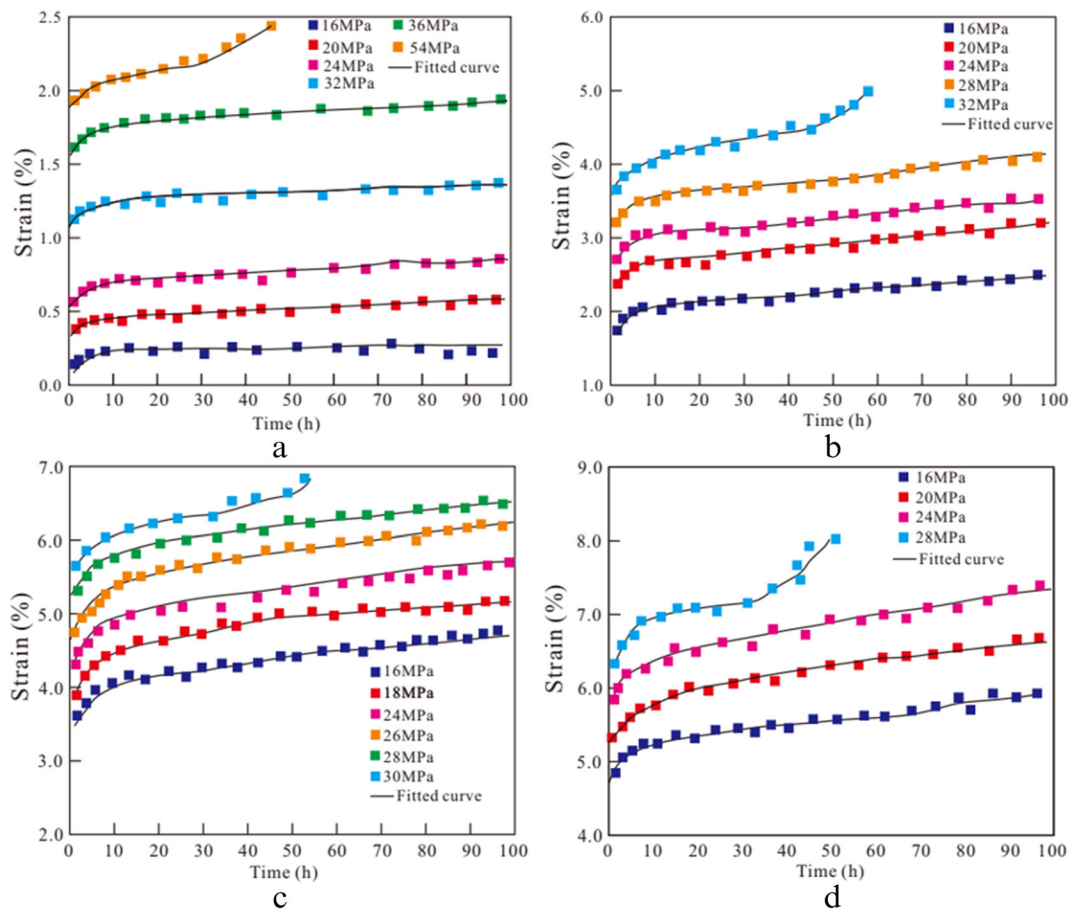 2.5
2.0
1.5
1.0
0.5
0.0
Strain (%)
16MPa
20MPa
24MPa
32MPa
36MPa
54MPa
Fitted curve
0 10 20 30 40 50 60 70 80 90 100
Time (h)
a
6.0
5.0
4.0
3.0
2.0
1.0
Strain (%)
16MPa
20MPa
24MPa
28MPa
32MPa
Fitted curve
0 10 20 30 40 50 60 70 80 90 100
Time (h)
b
7.0
6.0
5.0
4.0
3.0
2.0
Strain (%)
16MPa
18MPa
24MPa
26MPa
28MPa
30MPa
Fitted curve
0 10 20 30 40 50 60 70 80 90 100
Time (h)
c
9.0
8.0
7.0
6.0
5.0
4.0
Strain (%)
16MPa
20MPa
24MPa
28MPa
Fitted curve
0 10 20 30 40 50 60 70 80 90 100
Time (h)
d